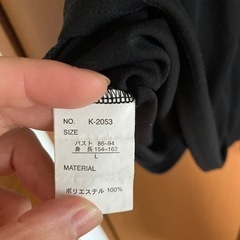 NO. K-2053
SIZE
バスト 86-94
身 長 154-162
L
MATERIAL
ポリエステル 100%